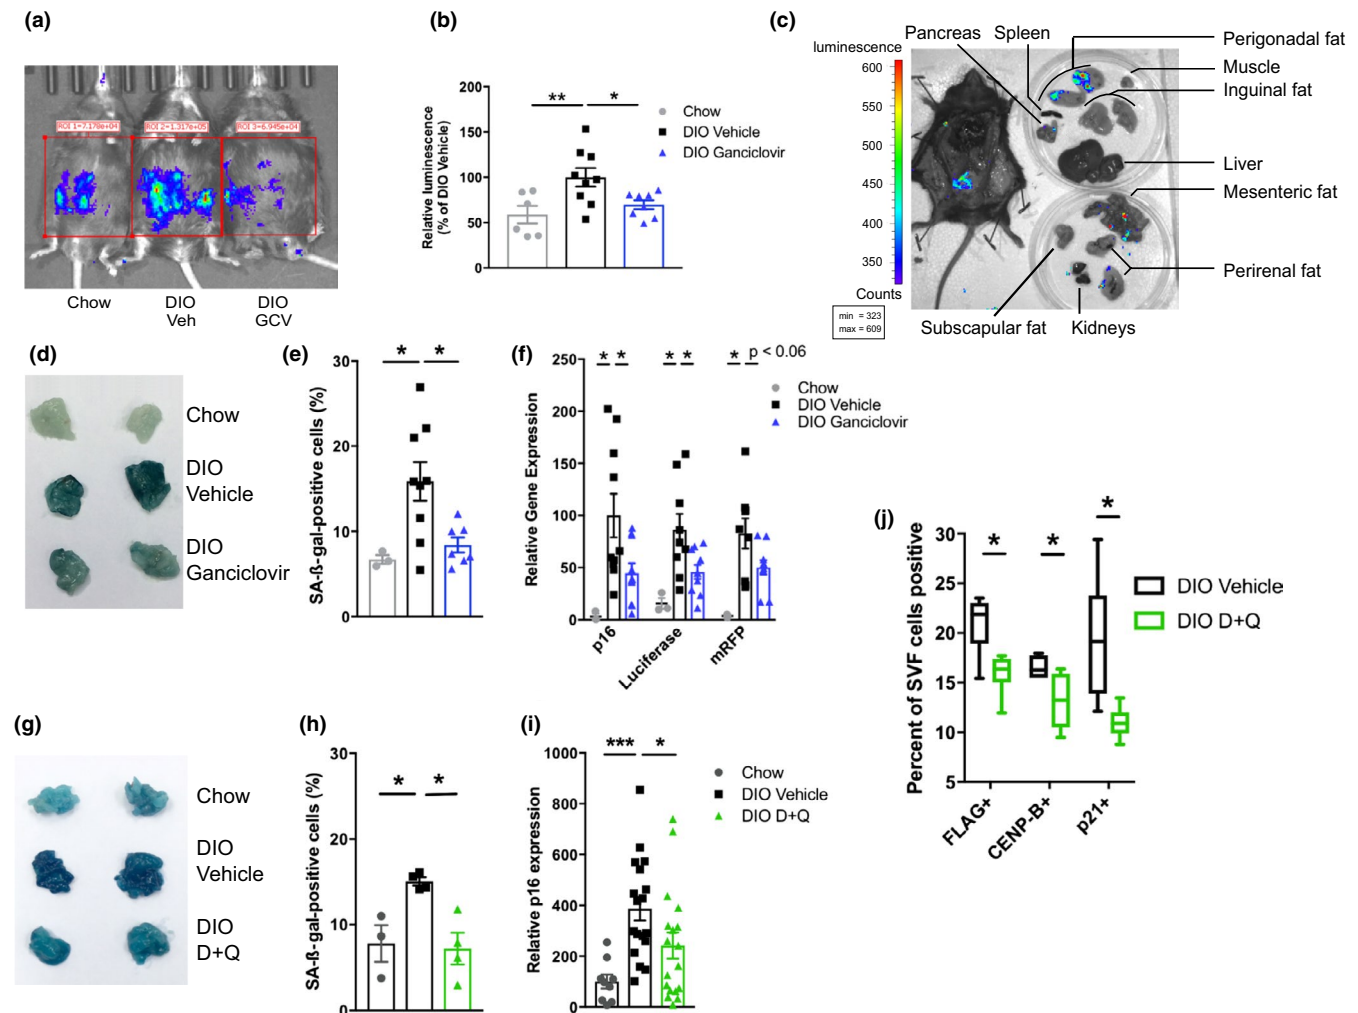 (a)
ROI 1=7.178e+04
ROI 2=1.317e+05
ROI 3=6.945e+04
Chow
DIO
Veh
DIO
GCV
(b)
Relative luminescence
(% of DIO Vehicle)
200
150
100
50
0
**
*
Chow
DIO Vehicle
DIO Ganciclovir
(c)
luminescence
600
550
500
450
400
350
Counts
min = 323
max = 609
Pancreas
Spleen
Perigonadal fat
Muscle
Inguinal fat
Liver
Mesenteric fat
Perirenal fat
Subscapular fat
Kidneys
(d)
Chow
DIO
Vehicle
DIO
Ganciclovir
(e)
SA-ß-gal-positive cells (%)
30
20
10
0
*
*
(f)
Relative Gene Expression
250
200
150
100
50
0
* *
* *
* p < 0.06
Chow
DIO Vehicle
DIO Ganciclovir
p16
Luciferase
mRFP
(g)
Chow
DIO
Vehicle
DIO
D+Q
(h)
SA-ß-gal-positive cells (%)
30
20
10
0
*
*
(i)
Relative p16 expression
1000
800
600
400
200
0
***
*
Chow
DIO Vehicle
DIO D+Q
(j)
Percent of SVF cells positive
30
25
20
15
10
5
*
*
*
DIO Vehicle
DIO D+Q
FLAG+
CENP-B+
p21+